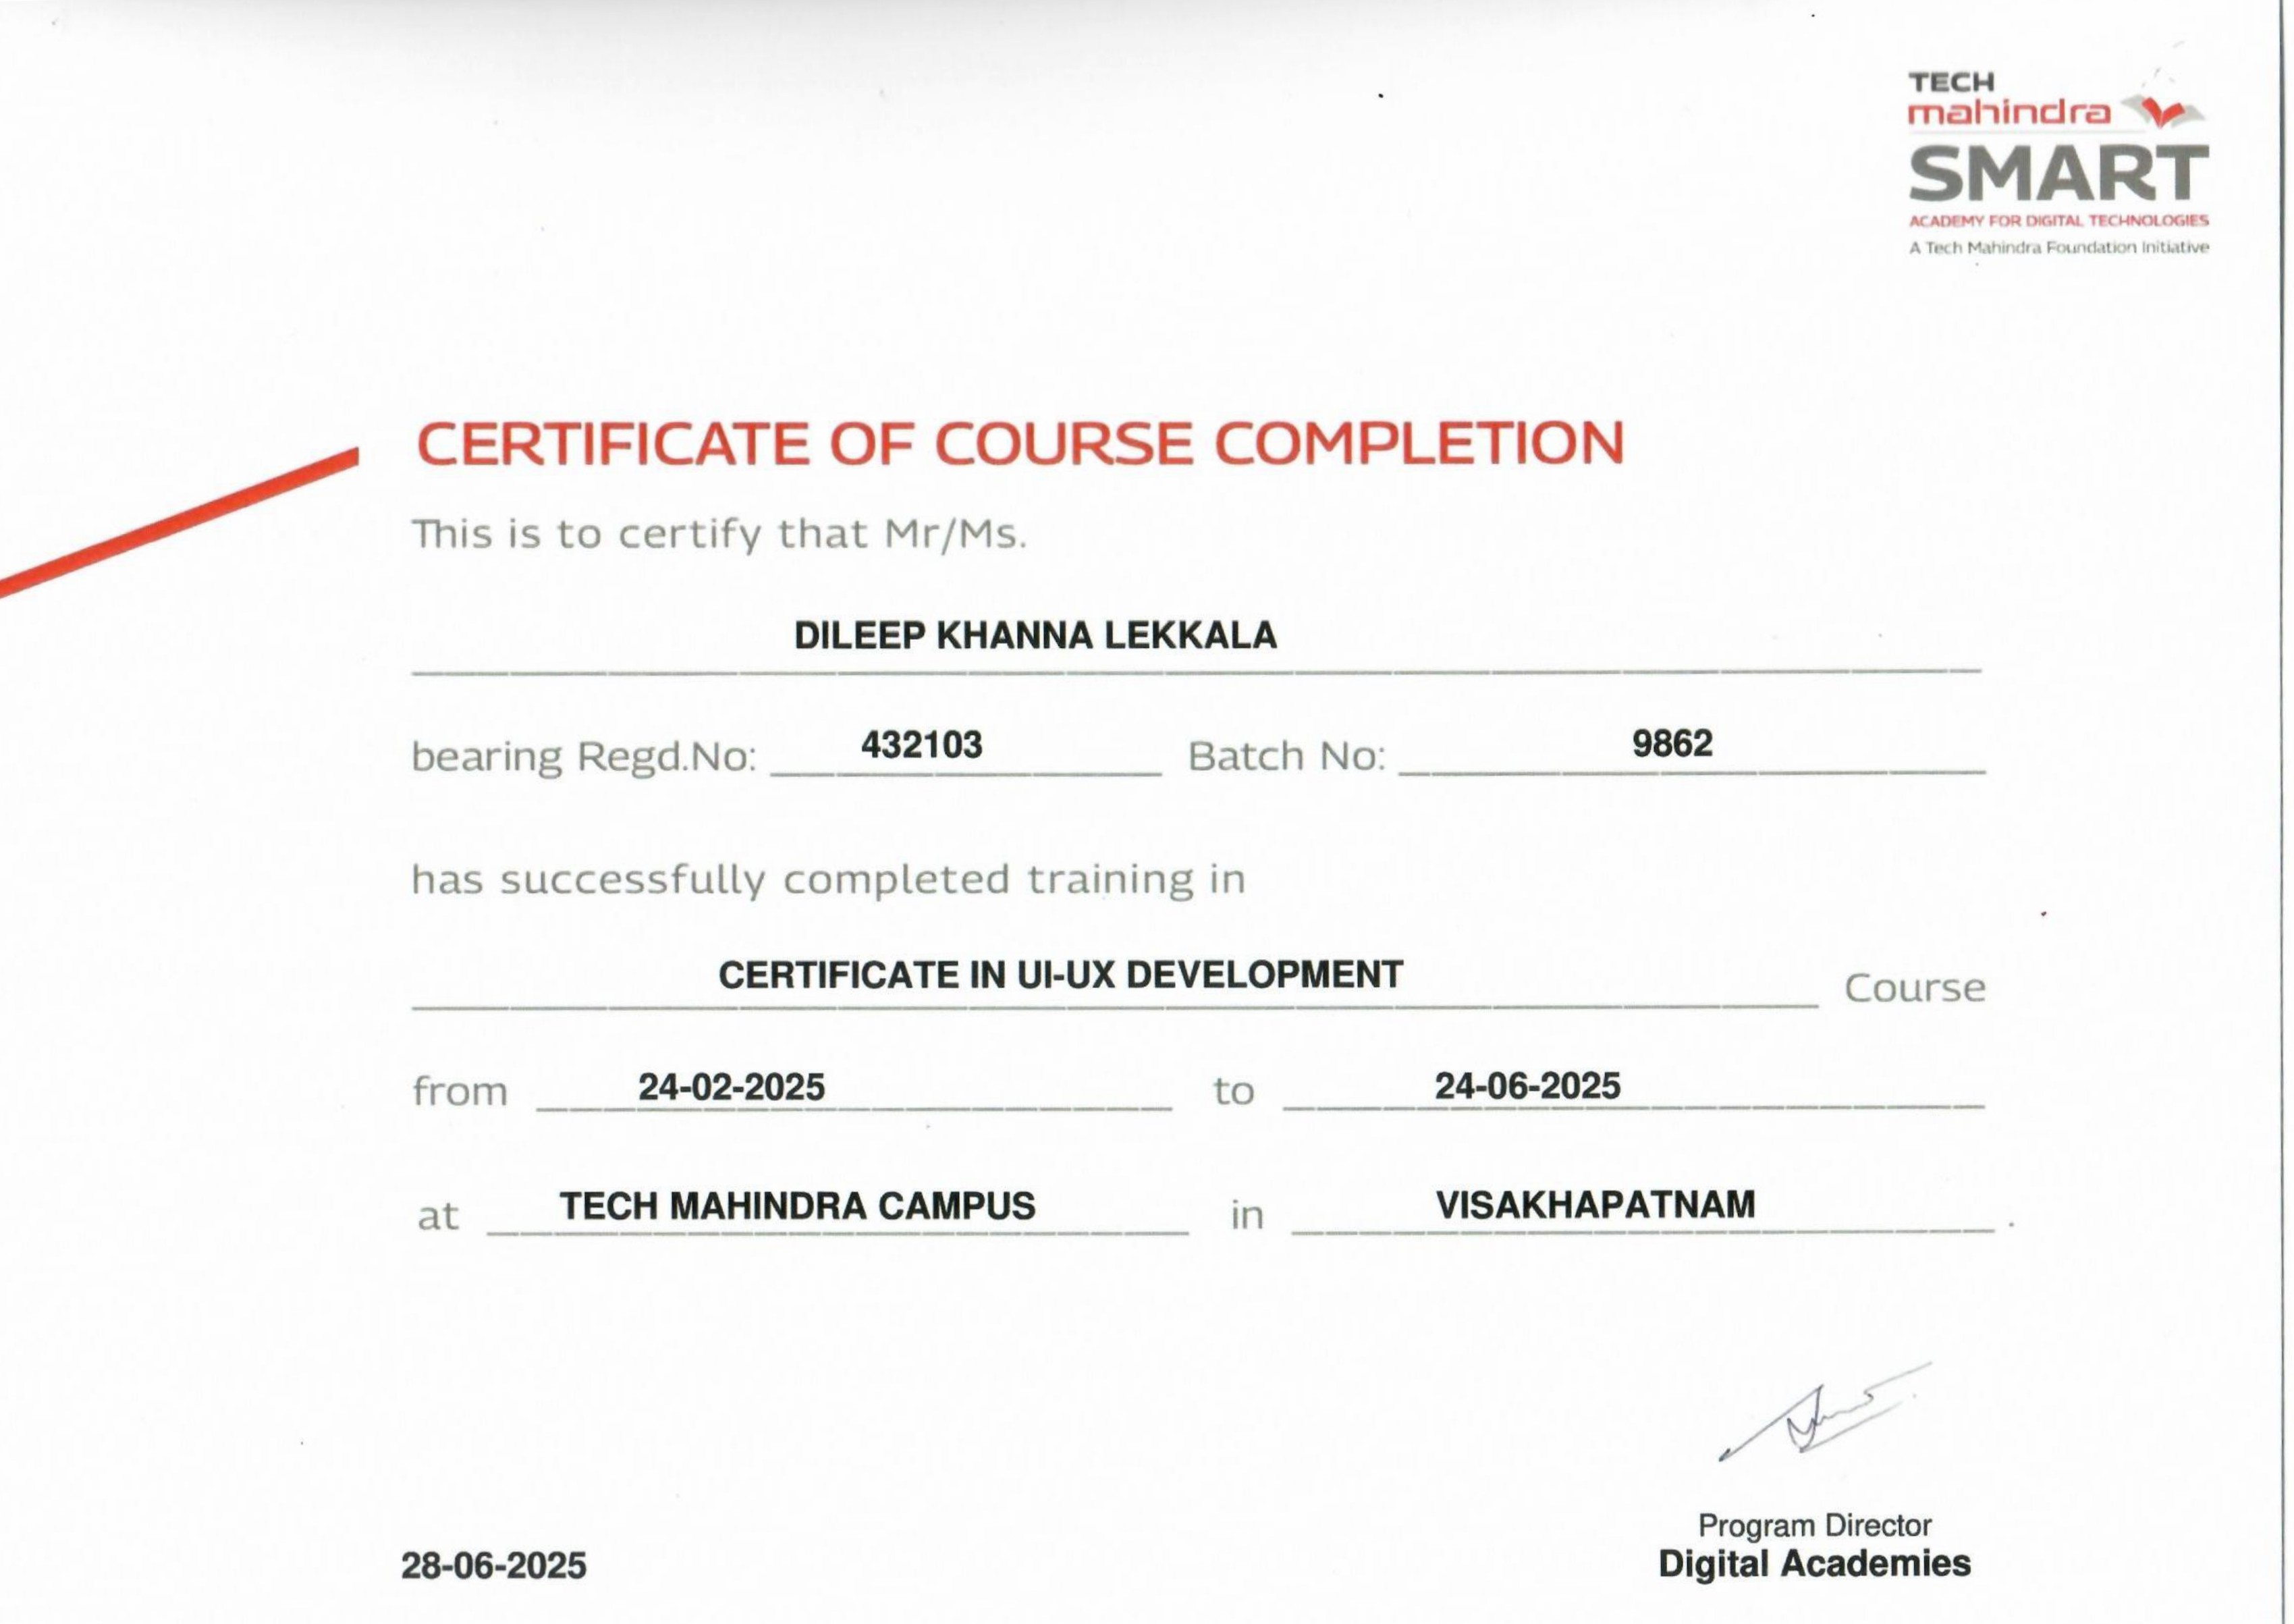 TECH
mahindra
SMART
ACADEMY FOR DIGITAL TECHNOLOGIES
A Tech Mahindra Foundation Initiative
CERTIFICATE OF COURSE COMPLETION
This is to certify that Mr/Ms.
DILEEP KHANNA LEKKALA
bearing Regd.No: 432103 Batch No: 9862
has successfully completed training in
CERTIFICATE IN UI-UX DEVELOPMENT Course
from 24-02-2025 to 24-06-2025
at TECH MAHINDRA CAMPUS in VISAKHAPATNAM .
Program Director
Digital Academies
28-06-2025